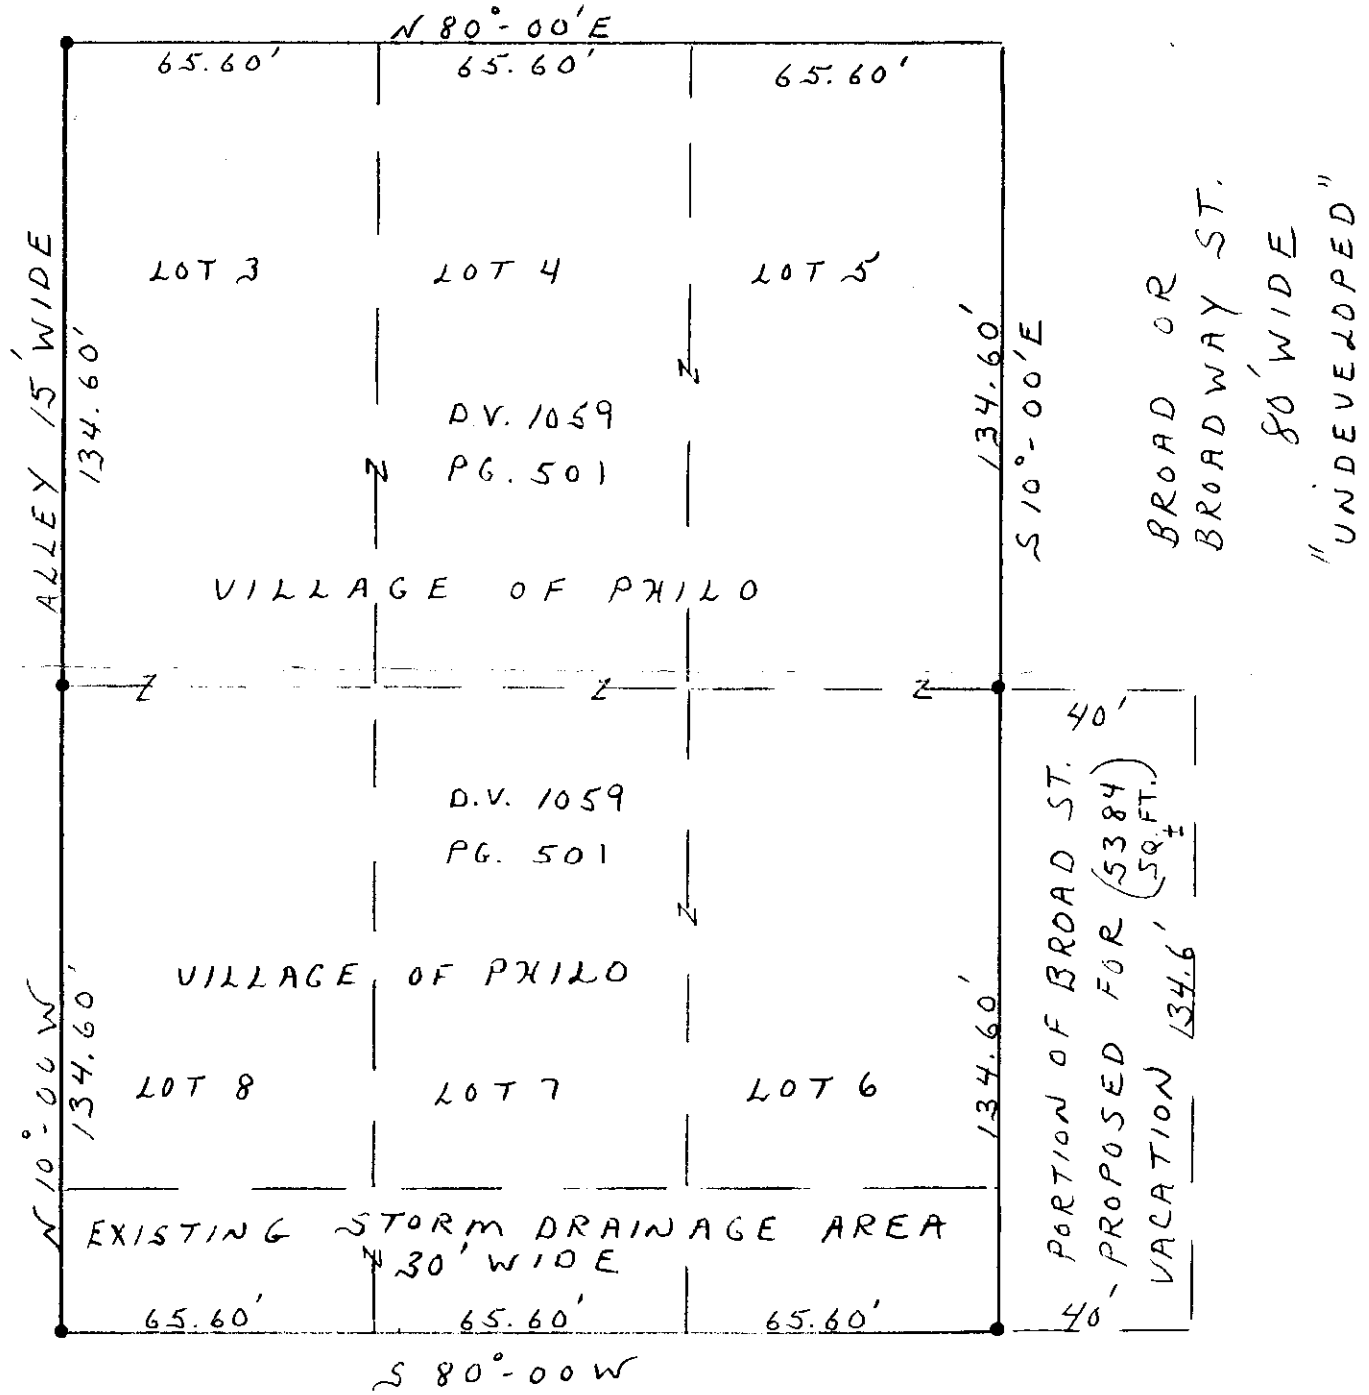 N 80°-00'E
65.60' 65.60' 65.60'
LOT 3 LOT 4 LOT 5
ALLEY 15' WIDE
134.60'
134.60'
S 10°-00'E
BROAD OR
BROADWAY ST.
80' WIDE
"UNDEVELOPED"
D.V. 1059
PG. 501
VILLAGE OF PHILO
D.V. 1059
PG. 501
VILLAGE OF PHILO
N 10°-00 W
134.60'
134.60'
LOT 8 LOT 7 LOT 6
40'
PORTION OF BROAD ST.
PROPOSED FOR (5384 SQ. FT. ±)
VACATION 134.6'
40'
EXISTING STORM DRAINAGE AREA
30' WIDE
65.60' 65.60' 65.60'
S 80°-00 W